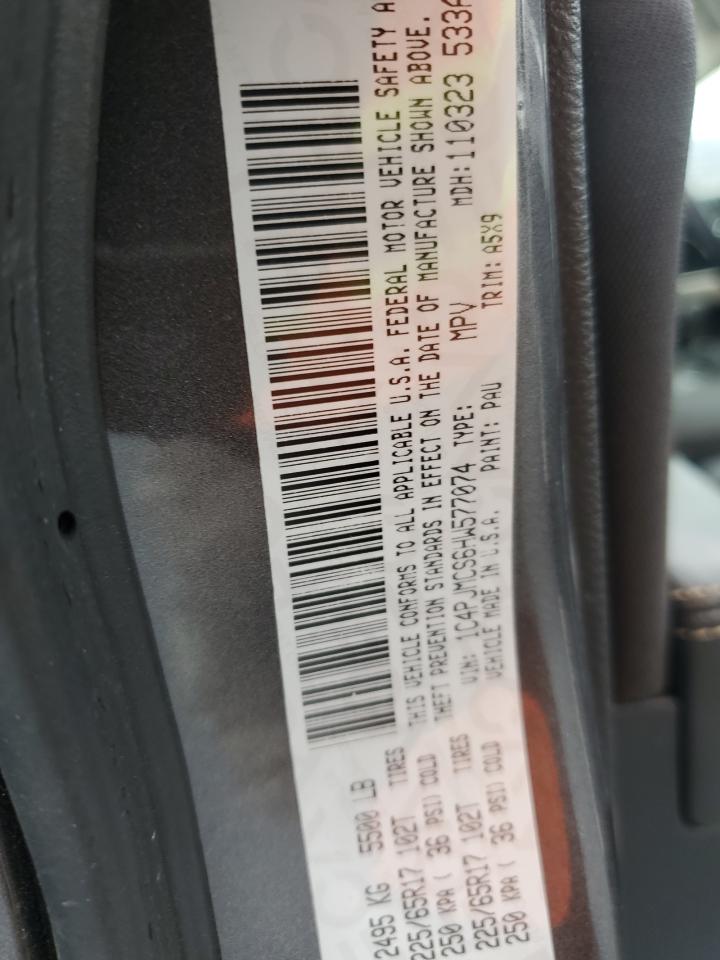 2495 KG 5500 LB
225/65R17 102T TIRES
250 KPA ( 36 PSI) COLD
225/65R17 102T TIRES
250 KPA ( 36 PSI) COLD
THIS VEHICLE CONFORMS TO ALL APPLICABLE U.S.A. FEDERAL MOTOR VEHICLE SAFETY A
THEFT PREVENTION STANDARDS IN EFFECT ON THE DATE OF MANUFACTURE SHOWN ABOVE.
VIN: 1C4PJMCS6HW577074 TYPE: MPV MDH:110323 533A
VEHICLE MADE IN U.S.A. PAINT: PAU TRIM: A5X9